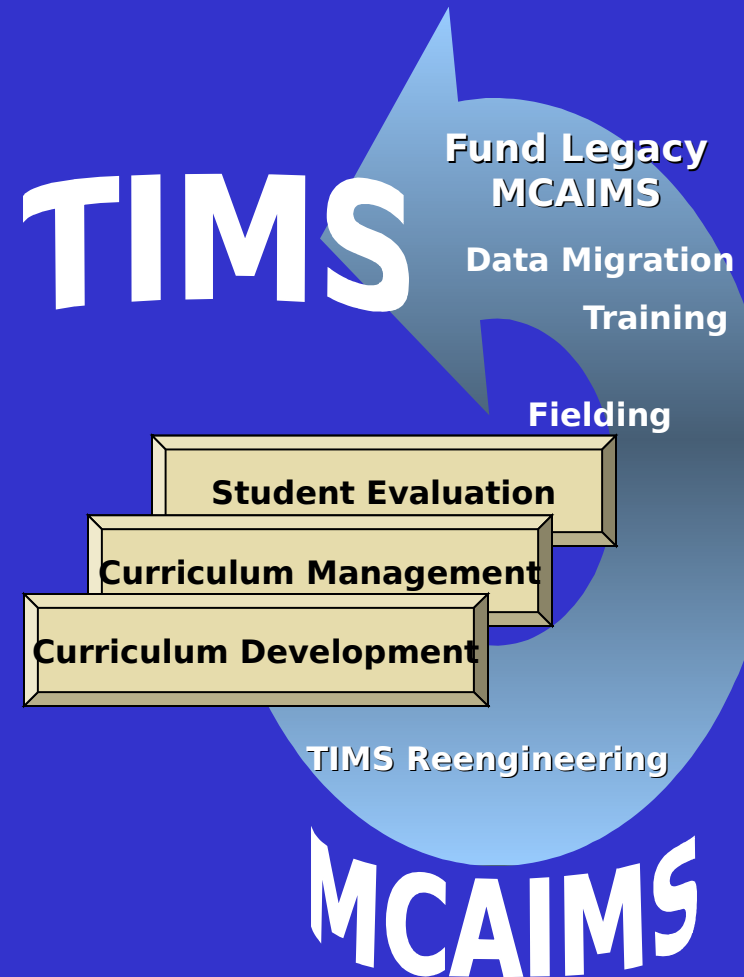 TIMS
Fund Legacy
MCAIMS
Data Migration
Training
Fielding
Student Evaluation
Curriculum Management
Curriculum Development
TIMS Reengineering
MCAIMS